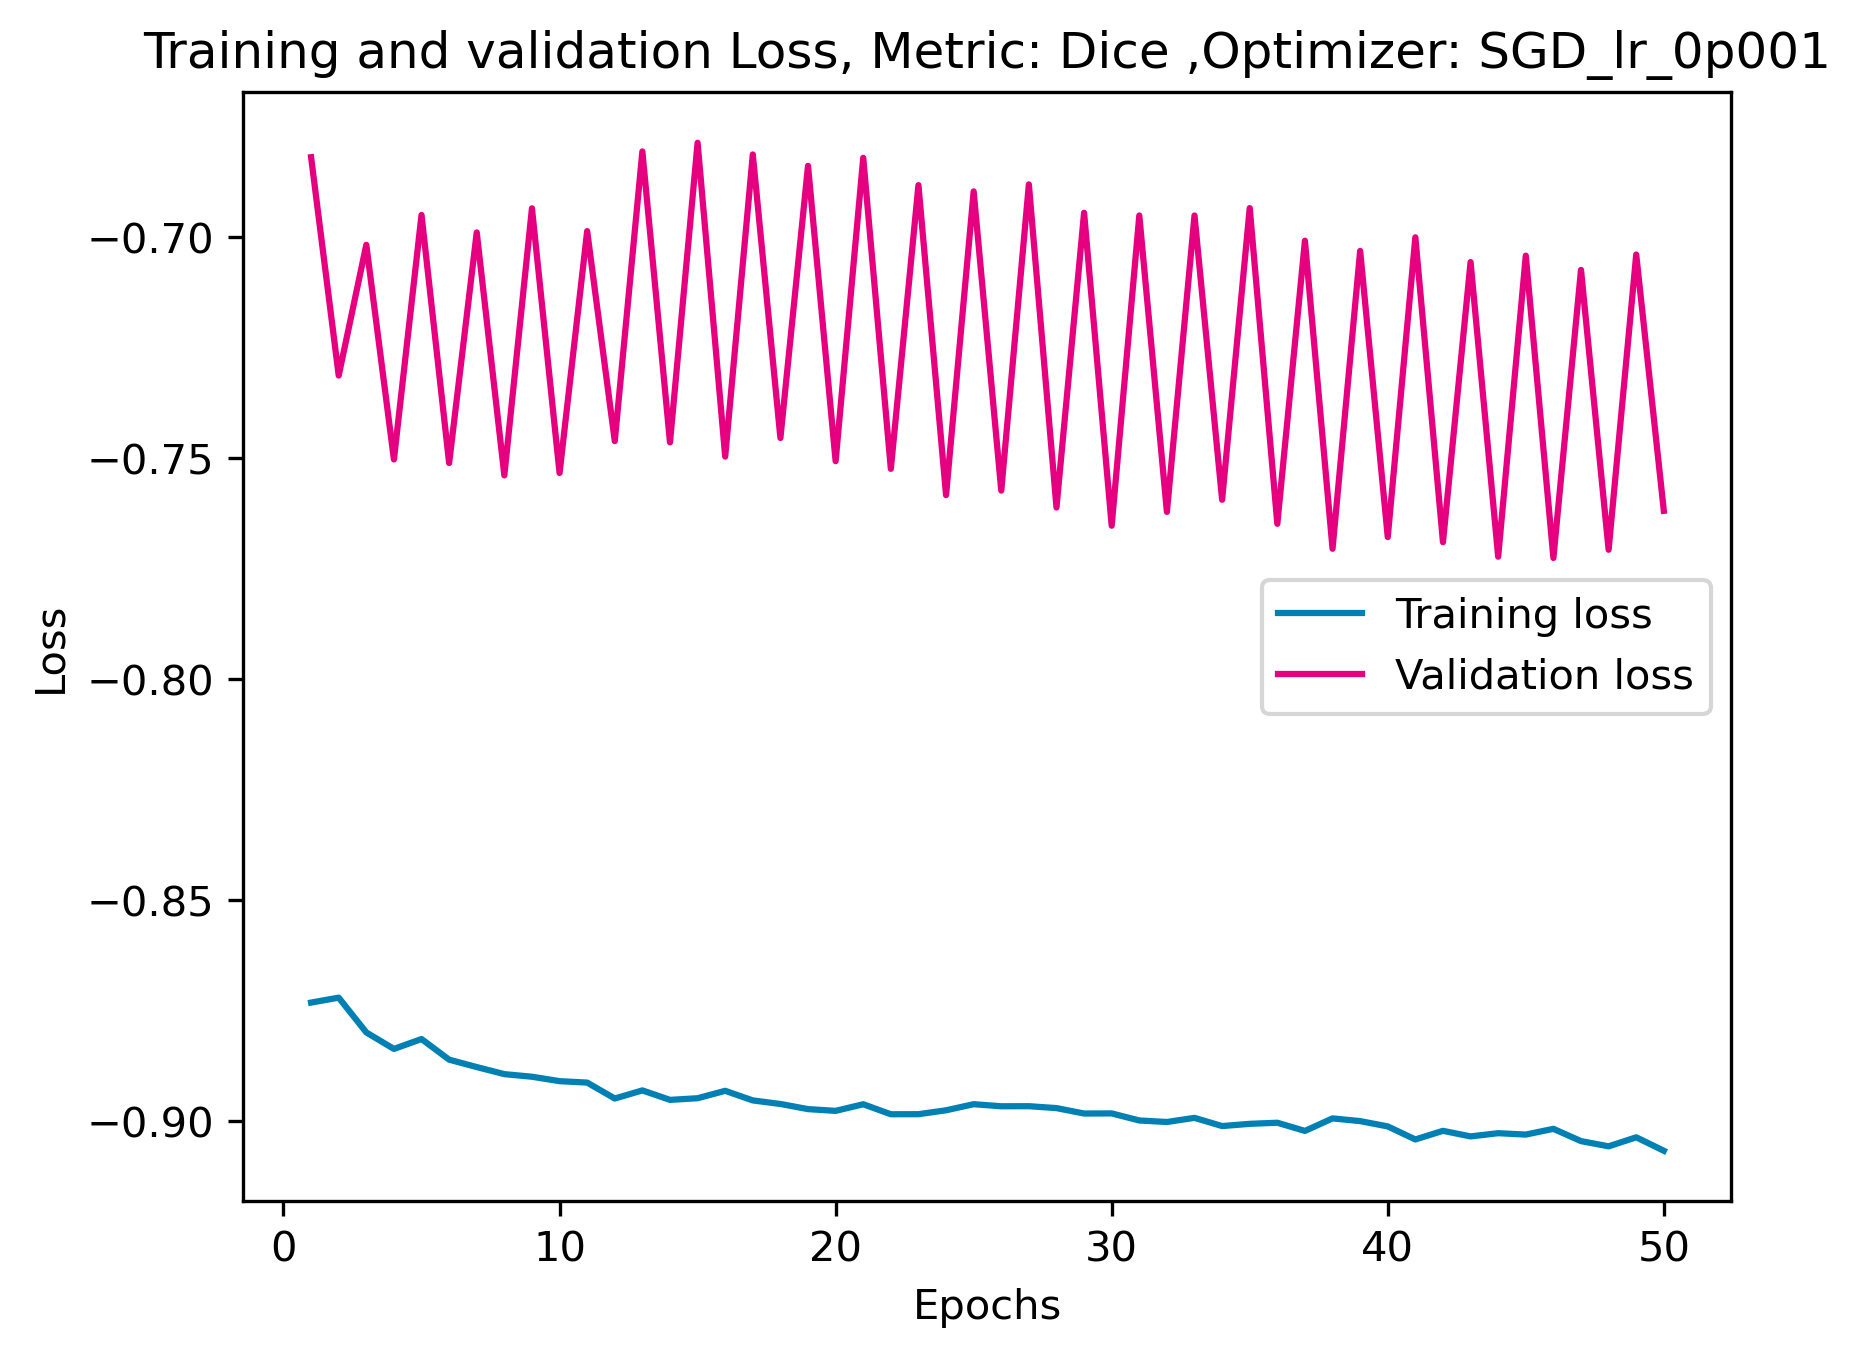 Training and validation Loss, Metric: Dice ,Optimizer: SGD_lr_0p001
Loss
−0.70
−0.75
−0.80
−0.85
−0.90
Training loss
Validation loss
0 10 20 30 40 50
Epochs